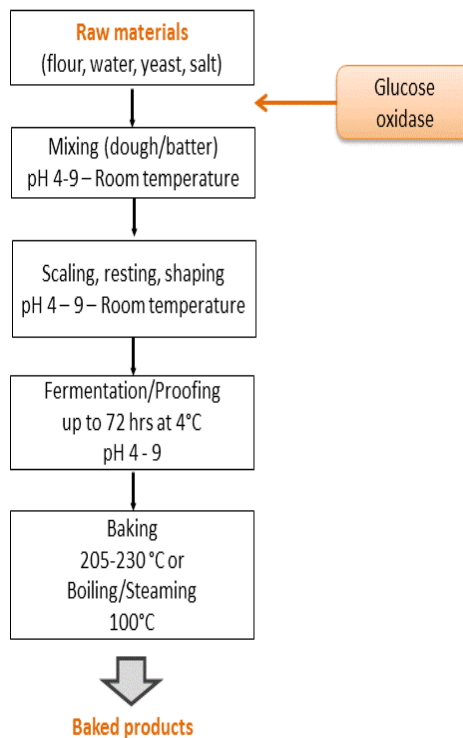 Raw materials
(flour, water, yeast, salt)
Glucose
oxidase
Mixing (dough/batter)
pH 4-9 – Room temperature
Scaling, resting, shaping
pH 4 – 9 – Room temperature
Fermentation/Proofing
up to 72 hrs at 4°C
pH 4 - 9
Baking
205-230 °C or
Boiling/Steaming
100°C
Baked products